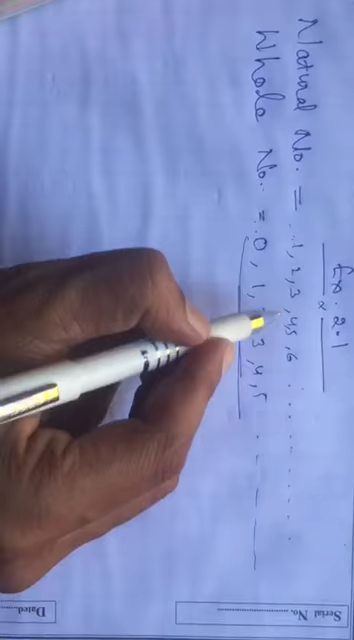 Serial No. ........................
Dated........
Ex. 2.1
Natural No. = 1, 2, 3, 4, 5, 6 . . . . . . . . . .
Whole No. = 0, 1, 3, 4, 5 . . - - -